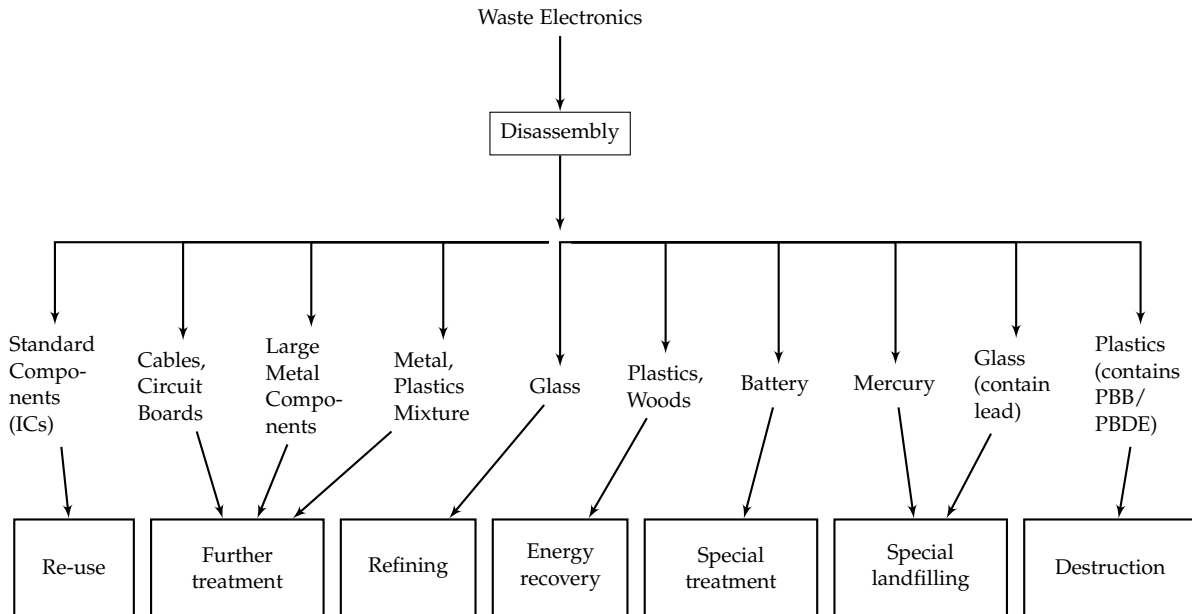 Waste Electronics
Disassembly
Standard
Compo-
nents
(ICs)
Cables,
Circuit
Boards
Large
Metal
Compo-
nents
Metal,
Plastics
Mixture
Glass
Plastics,
Woods
Battery
Mercury
Glass
(contain
lead)
Plastics
(contains
PBB/
PBDE)
Re-use
Further
treatment
Refining
Energy
recovery
Special
treatment
Special
landfilling
Destruction